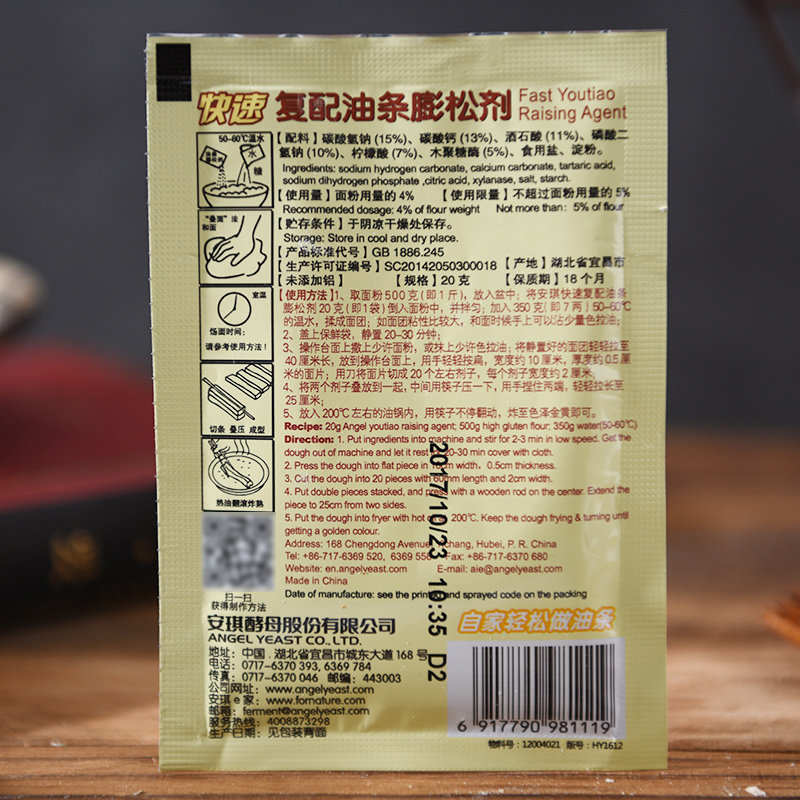 快速 复配油条膨松剂 Fast Youtiao Raising Agent
50-60℃温水
水
糖
"叠面"法
和面
室温
饧面时间:
请参考使用方法!
切条 叠压 成型
热油翻滚炸熟
【配料】碳酸氢钠(15%)、碳酸钙(13%)、酒石酸(11%)、磷酸二
氢钠(10%)、柠檬酸(7%)、木聚糖酶(5%)、食用盐、淀粉。
Ingredients: sodium hydrogen carbonate, calcium carbonate, tartaric acid,
sodium dihydrogen phosphate ,citric acid, xylanase, salt, starch.
【使用量】面粉用量的 4% 【使用限量】不超过面粉用量的 5%
Recommended dosage: 4% of flour weight Not more than: 5% of flour
【贮存条件】于阴凉干燥处保存。
Storage: Store in cool and dry place.
【产品标准代号】GB 1886.245
【生产许可证编号】SC20142050300018 【产地】湖北省宜昌市
【未添加铝】 【规格】20 克 【保质期】18 个月
【使用方法】1、取面粉500克(即1斤),放入盆中;将安琪快速复配油条
膨松剂20克(即1袋)倒入面粉中,并拌匀;加入350克(即7两)50-60℃
的温水,揉成面团;如面团粘性比较大,和面时候手上可以沾少量色拉油;
2、盖上保鲜袋,静置 20-30 分钟;
3、操作台面上撒上少许面粉,或抹上少许色拉油;将静置好的面团轻轻拉至
40厘米长,放到操作台面上,用手轻轻按扁,宽度约10厘米,厚度约0.5厘
米的面片;用刀将面片切成20个左右剂子,每个剂宽度约2厘米;
4、将两个剂子叠放到一起,中间用筷子压一下,用手捏住两端,轻轻拉长至
25厘米;
5、放入200℃左右的油锅内,用筷子不停翻动,炸至色泽金黄即可。
Recipe: 20g Angel youtiao raising agent; 500g high gluten flour; 350g water(50-60℃)
Direction: 1. Put ingredients into machine and stir for 2-3 min in low speed. Get the
dough out of machine and let it rest 20-30 min cover with cloth.
2. Press the dough into flat piece in width, 0.5cm thickness.
3. Cut the dough into 20 pieces with 60mm length and 2cm width.
4. Put double pieces stacked, and press with a wooden rod on the center. Extend the
piece to 25cm from two sides.
5. Put the dough into fryer with hot 200℃. Keep the dough frying & turning until
getting a golden colour.
Address: 168 Chengdong Avenue, Yichang, Hubei, P. R. China
Tel: +86-717-6369 520, 6369 Fax: +86-717-6370 680
Website: en.angelyeast.com E-mail: aie@angelyeast.com
Made in China
Date of manufacture: see the printed and sprayed code on the packing
2017/10/23 10:35 D2
扫一扫
获得制作方法
安琪酵母股份有限公司
ANGEL YEAST CO., LTD.
地址: 中国 . 湖北省宜昌市城东大道 168 号
电话: 0717-6370 393, 6369 784
传真: 0717-6370 046 邮编: 443003
公司网址: www.angelyeast.com
安琪 e 家: www.fornature.com
邮箱: ferment@angelyeast.com
服务热线: 4008873298
生产日期: 见包装背面
自家轻松做油条
6 917790 981119
物料号: 12004021 版号: HY1612